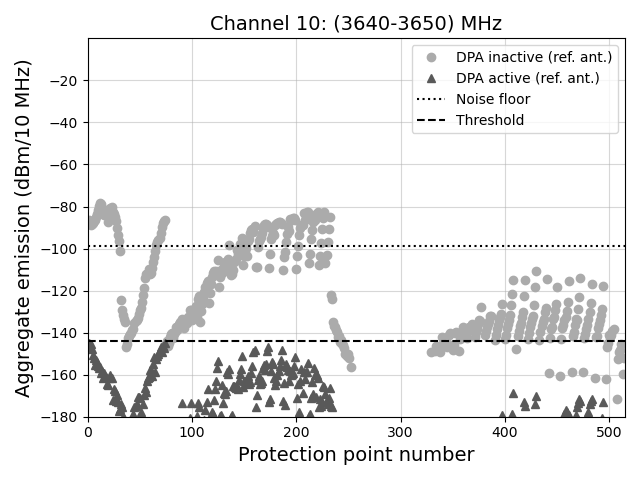 Channel 10: (3640-3650) MHz
DPA inactive (ref. ant.)
DPA active (ref. ant.)
Noise floor
Threshold
Aggregate emission (dBm/10 MHz)
−20
−40
−60
−80
−100
−120
−140
−160
−180
0 100 200 300 400 500
Protection point number